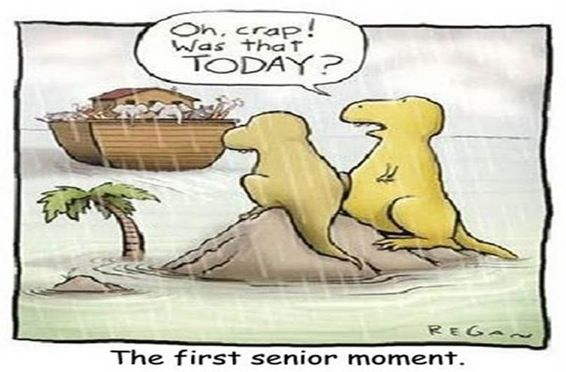 Oh, crap!
Was that
TODAY?
REGAN
The first senior moment.